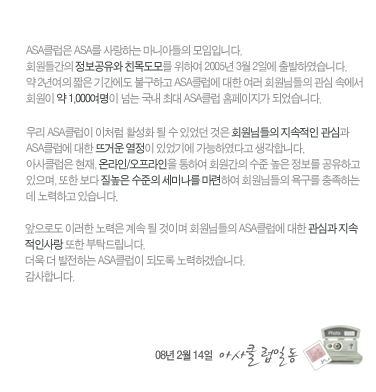 ASA클럽은 ASA를 사랑하는 마니아들의 모임입니다.
회원들간의 정보공유와 친목도모를 위하여 2005년 3월 2일에 출발하였습니다.
약 2년여의 짧은 기간에도 불구하고 ASA클럽에 대한 여러 회원님들의 관심 속에서
회원이 약 1,000여명이 넘는 국내 최대 ASA클럽 홈페이지가 되었습니다.
우리 ASA클럽이 이처럼 활성화 될 수 있었던 것은 회원님들의 지속적인 관심과
ASA클럽에 대한 뜨거운 열정이 있었기에 가능하였다고 생각합니다.
아사클럽은 현재, 온라인/오프라인을 통하여 회원간의 수준 높은 정보를 공유하고
있으며, 또한 보다 질높은 수준의 세미나를 마련하여 회원님들의 욕구를 충족하는
데 노력하고 있습니다.
앞으로도 이러한 노력은 계속 될 것이며 회원님들의 ASA클럽에 대한 관심과 지속
적인사랑 또한 부탁드립니다.
더욱 더 발전하는 ASA클럽이 되도록 노력하겠습니다.
감사합니다.
08년 2월 14일 아사클럽일동
Photo